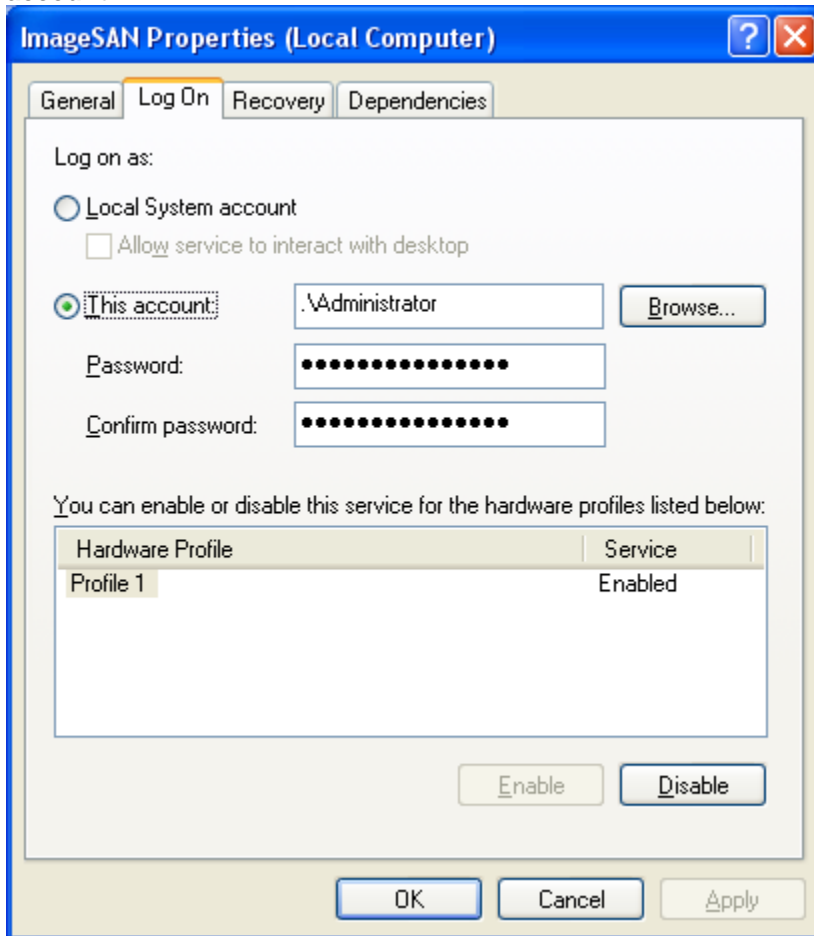 ImageSAN Properties (Local Computer)
General Log On Recovery Dependencies
Log on as:
Local System account
Allow service to interact with desktop
This account: .\Administrator Browse...
Password: ●●●●●●●●●●●●●●●
Confirm password: ●●●●●●●●●●●●●●●
You can enable or disable this service for the hardware profiles listed below:
Hardware Profile Service
Profile 1 Enabled
Enable Disable
OK Cancel Apply